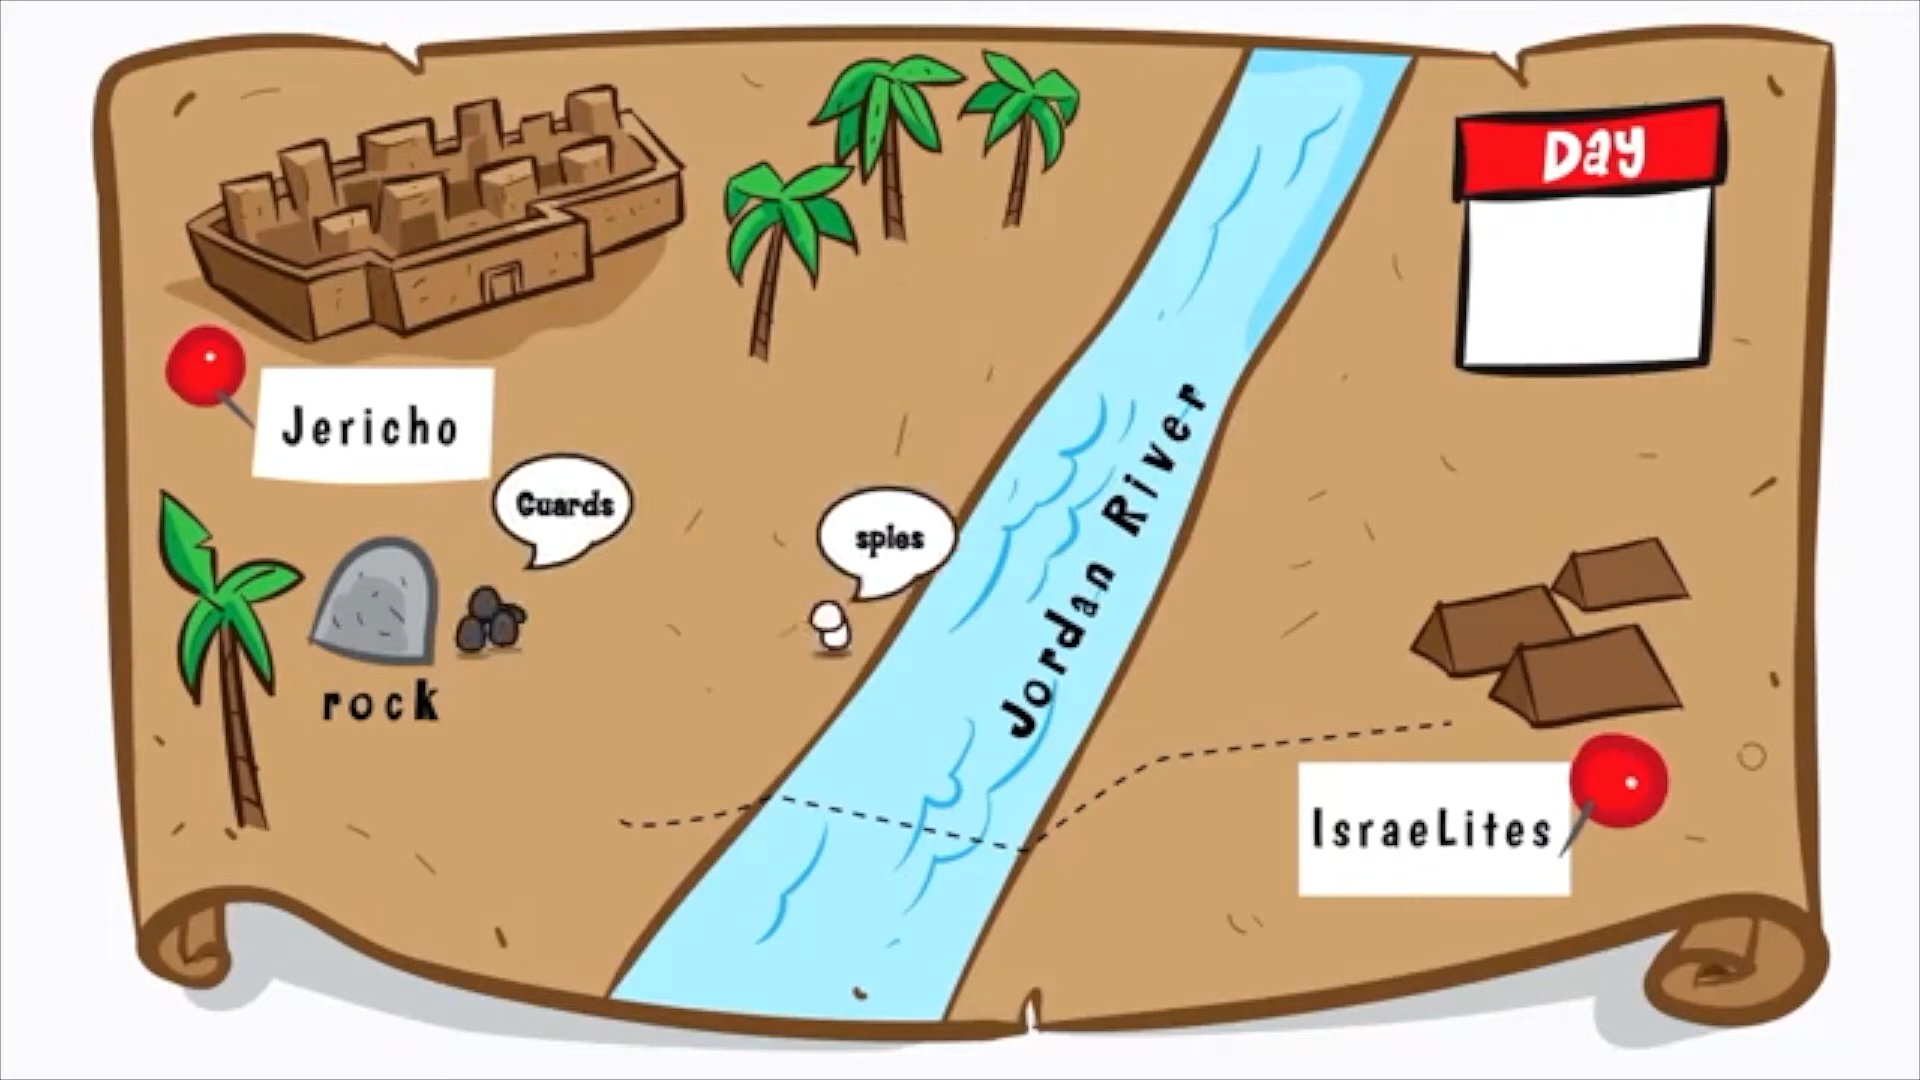 Day
Jericho
Guards
spies
Jordan River
rock
IsraeLites